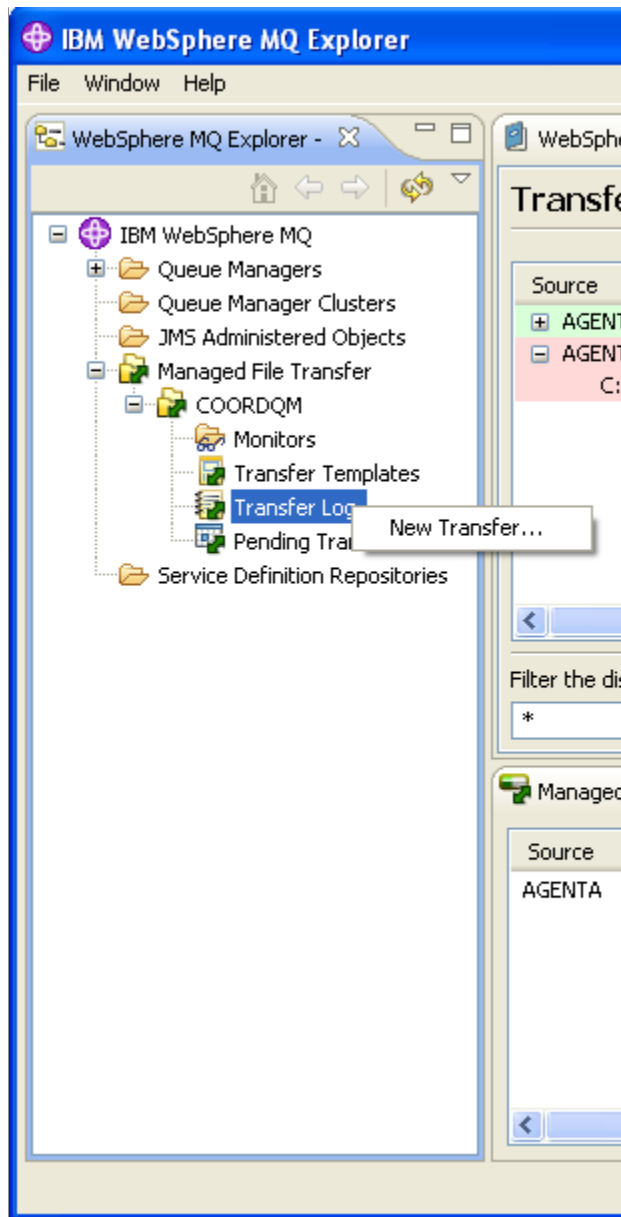 IBM WebSphere MQ Explorer
File Window Help
WebSphere MQ Explorer -
IBM WebSphere MQ
Queue Managers
Queue Manager Clusters
JMS Administered Objects
Managed File Transfer
COORDQM
Monitors
Transfer Templates
Transfer Log
New Transfer...
Pending Tra
Service Definition Repositories
WebSphe
Transfe
Source
AGENT
AGENT
C:
Filter the dis
*
Managed
Source
AGENTA